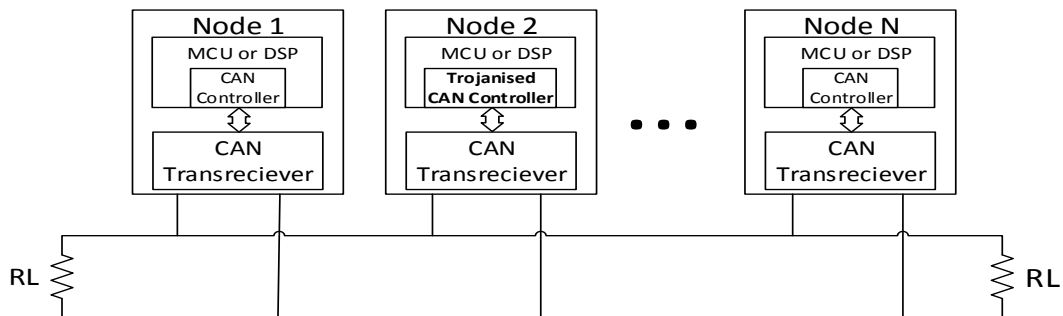 Node 1
MCU or DSP
CAN
Controller
CAN
Transreciever
Node 2
MCU or DSP
Trojanised
CAN Controller
CAN
Transreciever
Node N
MCU or DSP
CAN
Controller
CAN
Transreciever
RL
RL